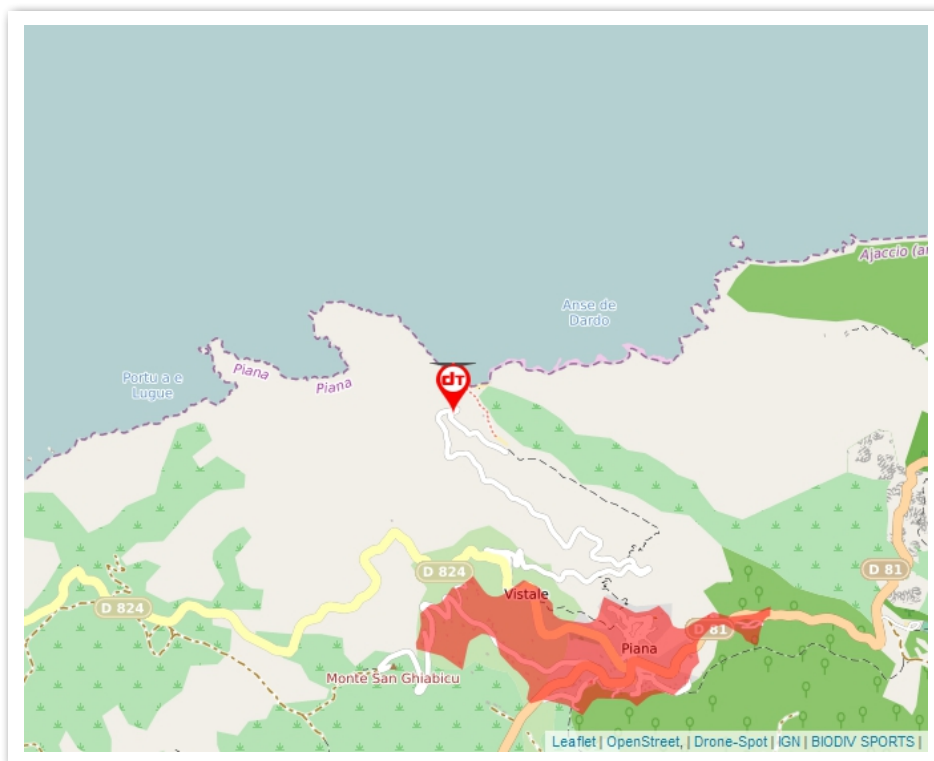 Ajaccio (ar
Anse de
Dardo
Piana
Piana
Portu a e
Lugue
dT
D 81
D 824
Vistale
D 824
D 81
Piana
Monte San Ghiabicu
Leaflet | OpenStreet, | Drone-Spot | IGN | BIODIV SPORTS |